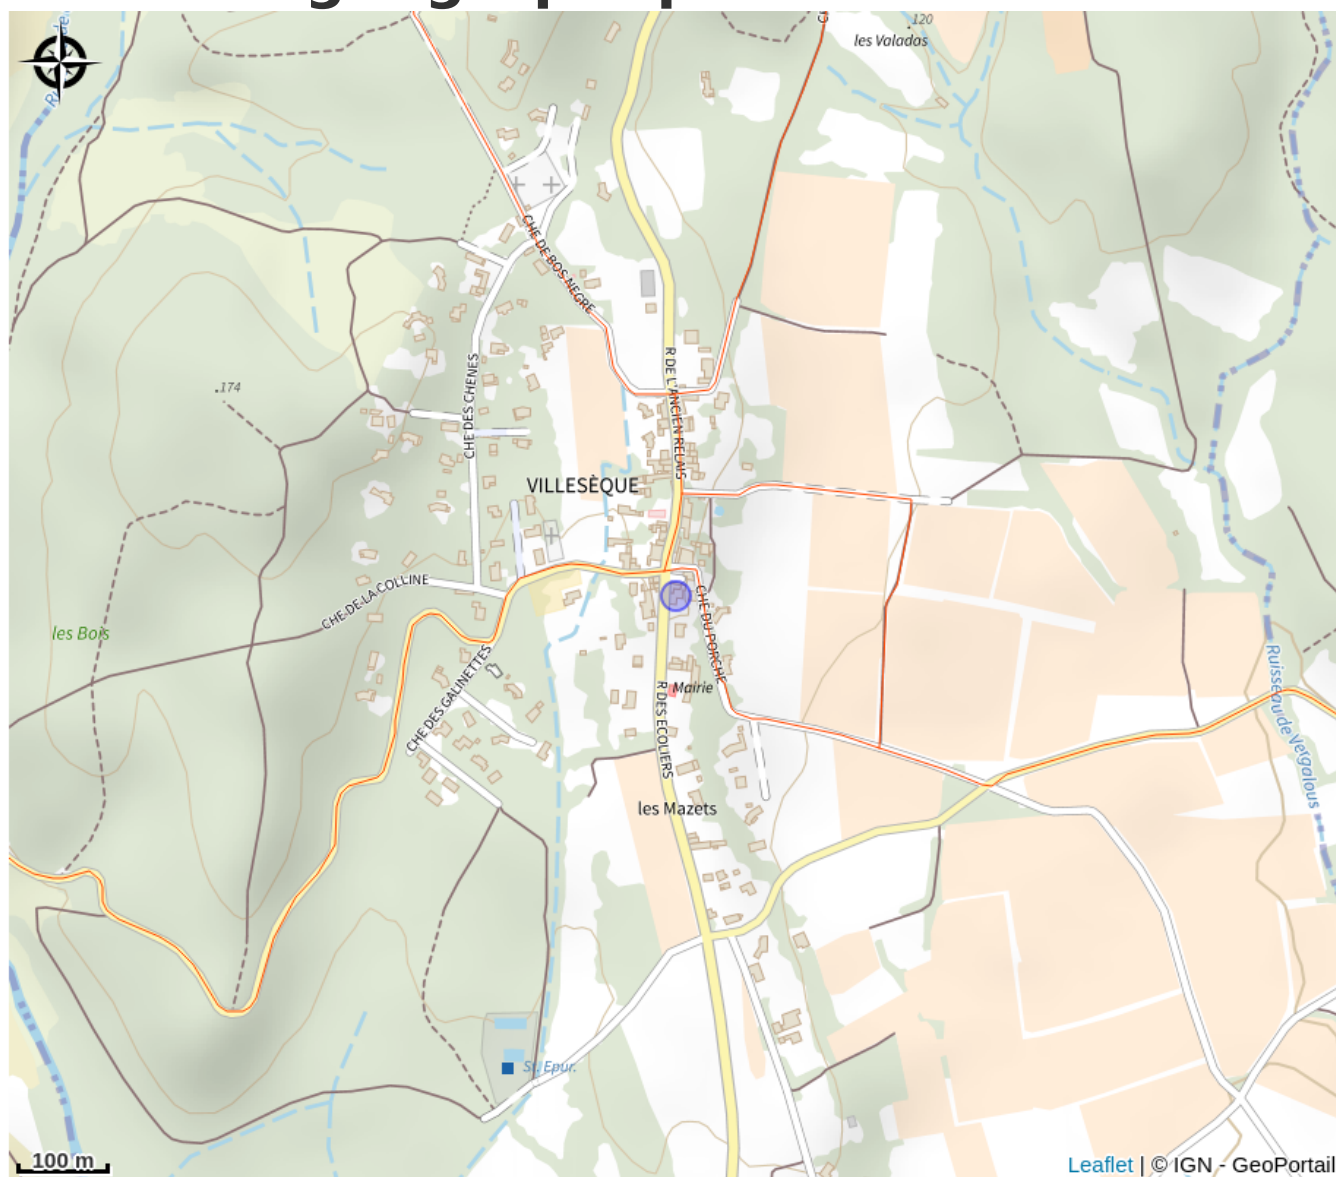 120
les Valadas
CHE DE BOS NEGRE
R DE L'ANCIEN RELAIS
CHE DES CHENES
174
VILLESÈQUE
CHE DE LA COLLINE
les Bois
CHE DU PORCHE
CHE DES GALINETTES
Mairie
R DES ECOLIERS
Ruisseau de Vergalous
les Mazets
St. Epur.
100 m
Leaflet | © IGN - GeoPortail